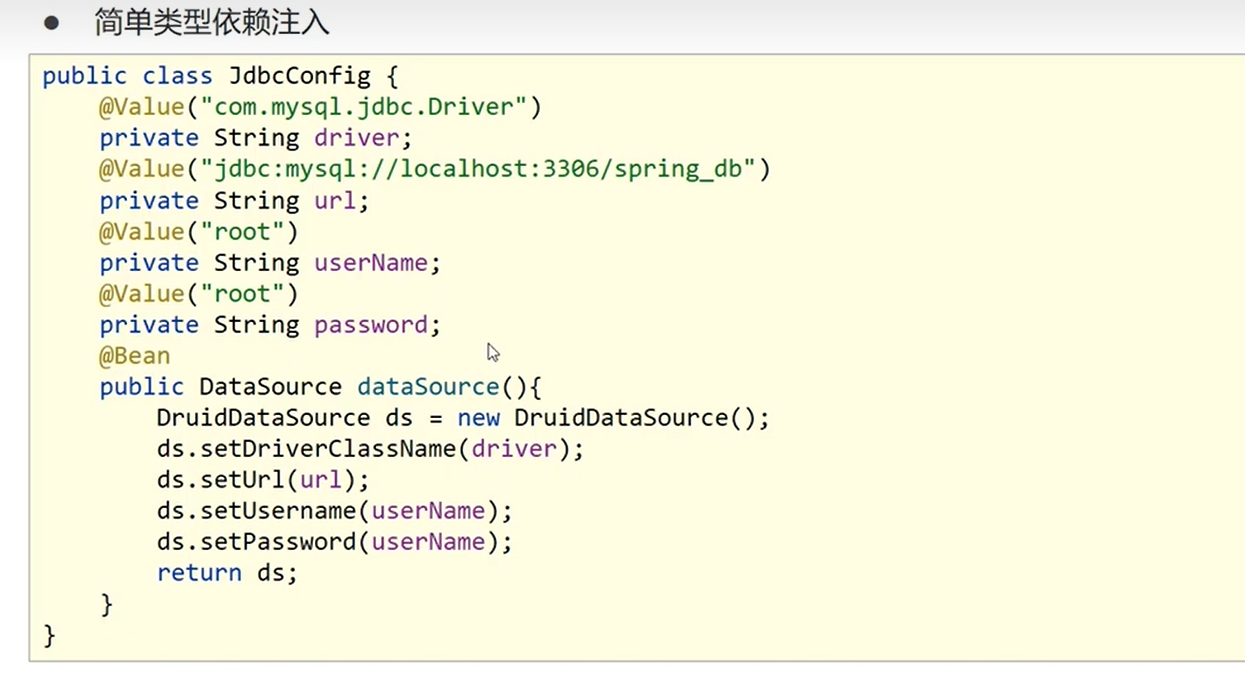 ● 简单类型依赖注入
public class JdbcConfig {
    @Value("com.mysql.jdbc.Driver")
    private String driver;
    @Value("jdbc:mysql://localhost:3306/spring_db")
    private String url;
    @Value("root")
    private String userName;
    @Value("root")
    private String password;
    @Bean
    public DataSource dataSource(){
        DruidDataSource ds = new DruidDataSource();
        ds.setDriverClassName(driver);
        ds.setUrl(url);
        ds.setUsername(userName);
        ds.setPassword(userName);
        return ds;
    }
}